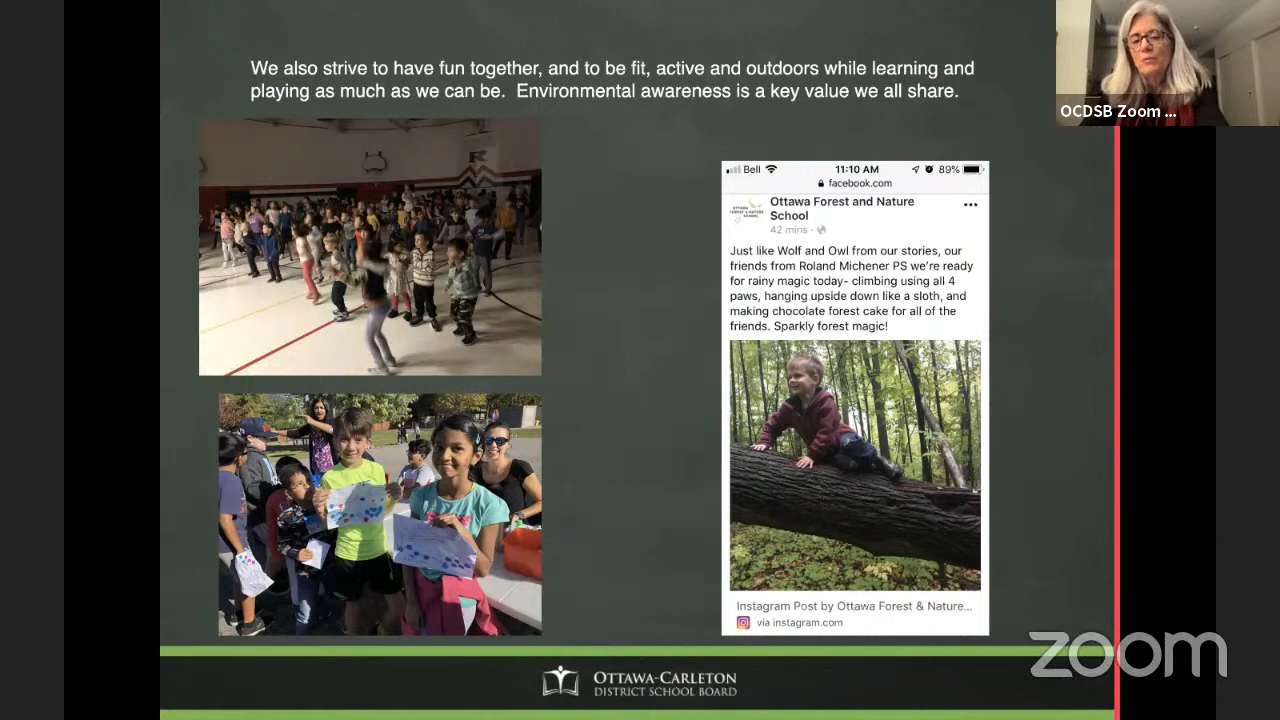 We also strive to have fun together, and to be fit, active and outdoors while learning and
playing as much as we can be. Environmental awareness is a key value we all share.
OCDSB Zoom ...
R
Bell
11:10 AM
89%
facebook.com
OTTAWA
FOREST & NATURE
SCHOOL
Ottawa Forest and Nature
School
42 mins ·
Just like Wolf and Owl from our stories, our
friends from Roland Michener PS we're ready
for rainy magic today- climbing using all 4
paws, hanging upside down like a sloth, and
making chocolate forest cake for all of the
friends. Sparkly forest magic!
Instagram Post by Ottawa Forest & Nature...
via instagram.com
zoom
OTTAWA-CARLETON
DISTRICT SCHOOL BOARD